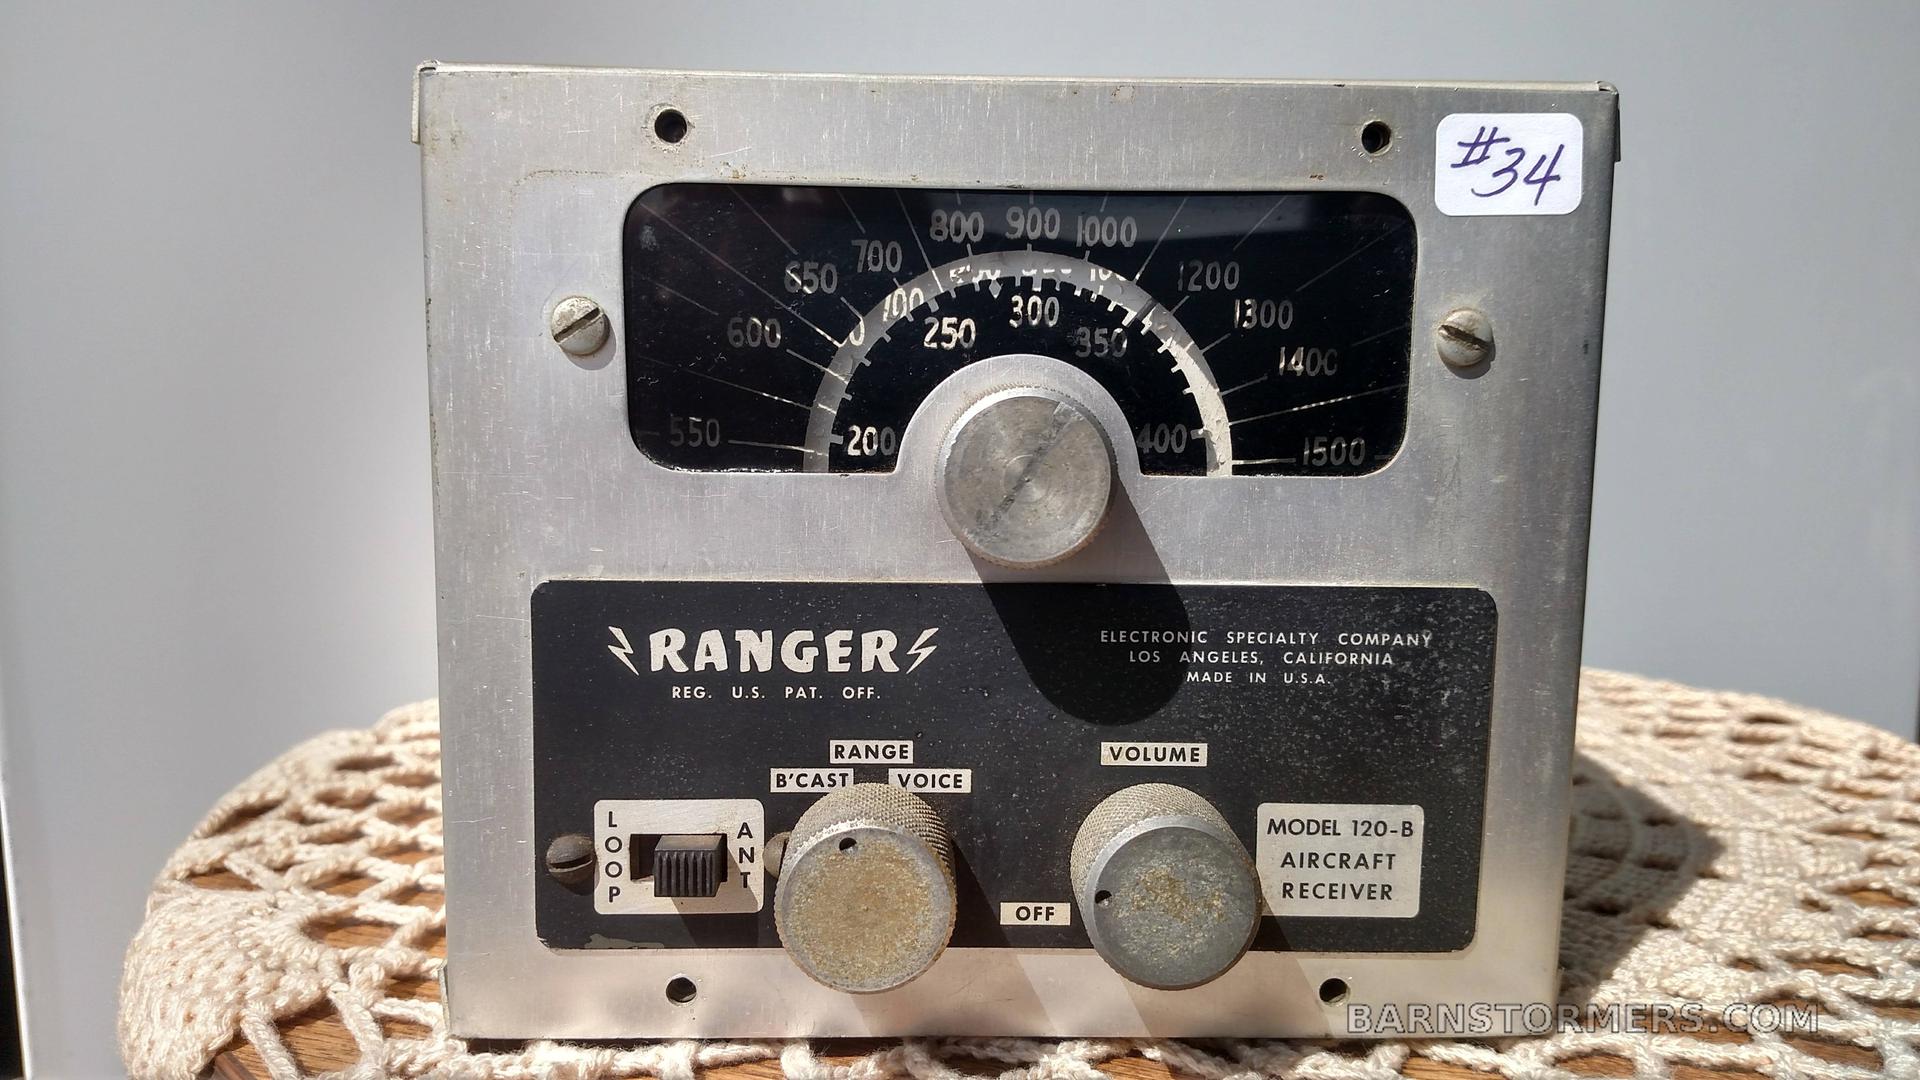 #34
800 900 1000
700 1200
650
1300
600
1400
550
1500
100
250 300 350
200 400
RANGER
REG. U.S. PAT. OFF.
ELECTRONIC SPECIALTY COMPANY
LOS ANGELES, CALIFORNIA
MADE IN U.S.A.
RANGE
B'CAST VOICE
VOLUME
LOOP
ANT
OFF
MODEL 120-B
AIRCRAFT
RECEIVER
BARNSTORMERS.COM